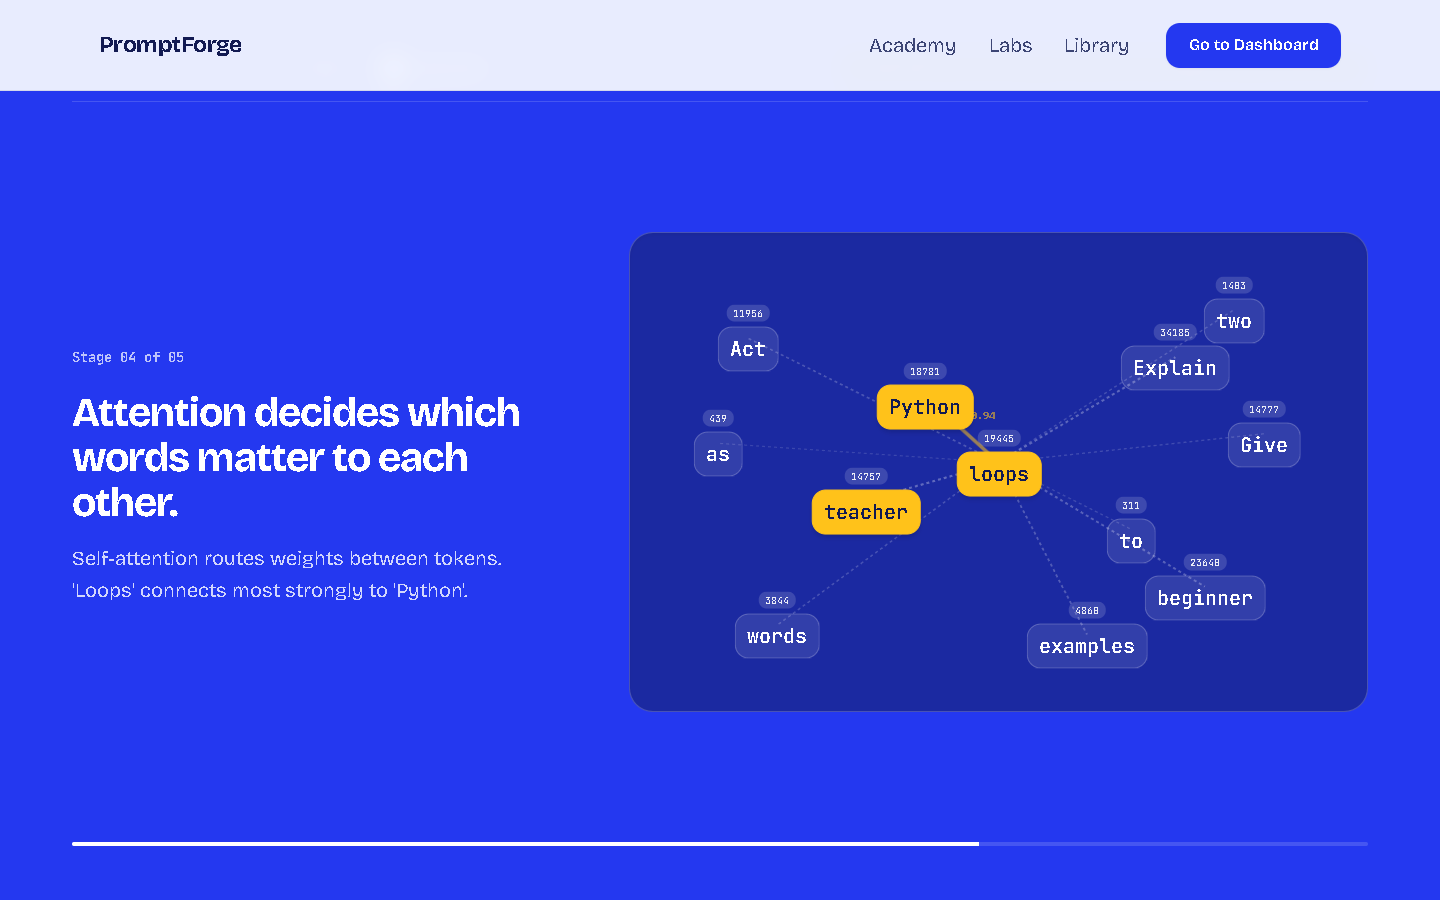 PromptForge
Academy
Labs
Library
Go to Dashboard
Stage 04 of 05
Attention decides which
words matter to each
other.
Self-attention routes weights between tokens.
'Loops' connects most strongly to 'Python'.
1483
two
11956
Act
34185
Explain
18781
Python
14777
Give
439
as
19445
loops
14757
teacher
311
to
23648
beginner
3844
words
4868
examples